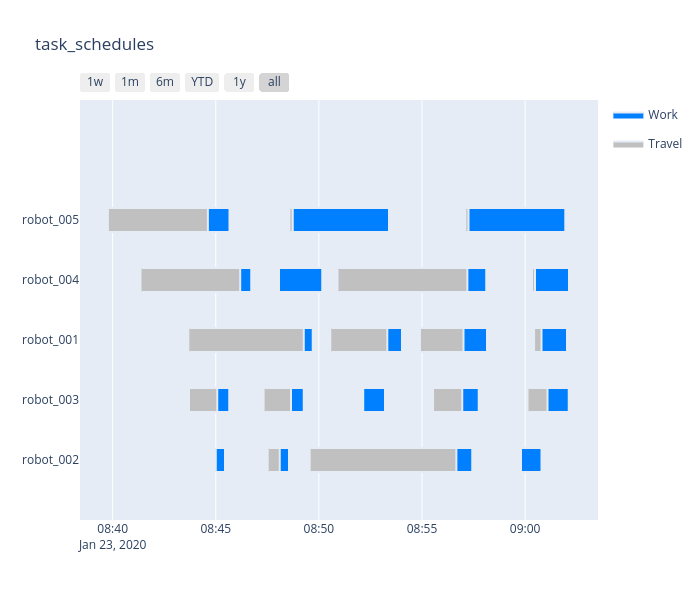 task_schedules
1w 1m 6m YTD 1y all
Work
Travel
robot_005
robot_004
robot_001
robot_003
robot_002
08:40 08:45 08:50 08:55 09:00
Jan 23, 2020